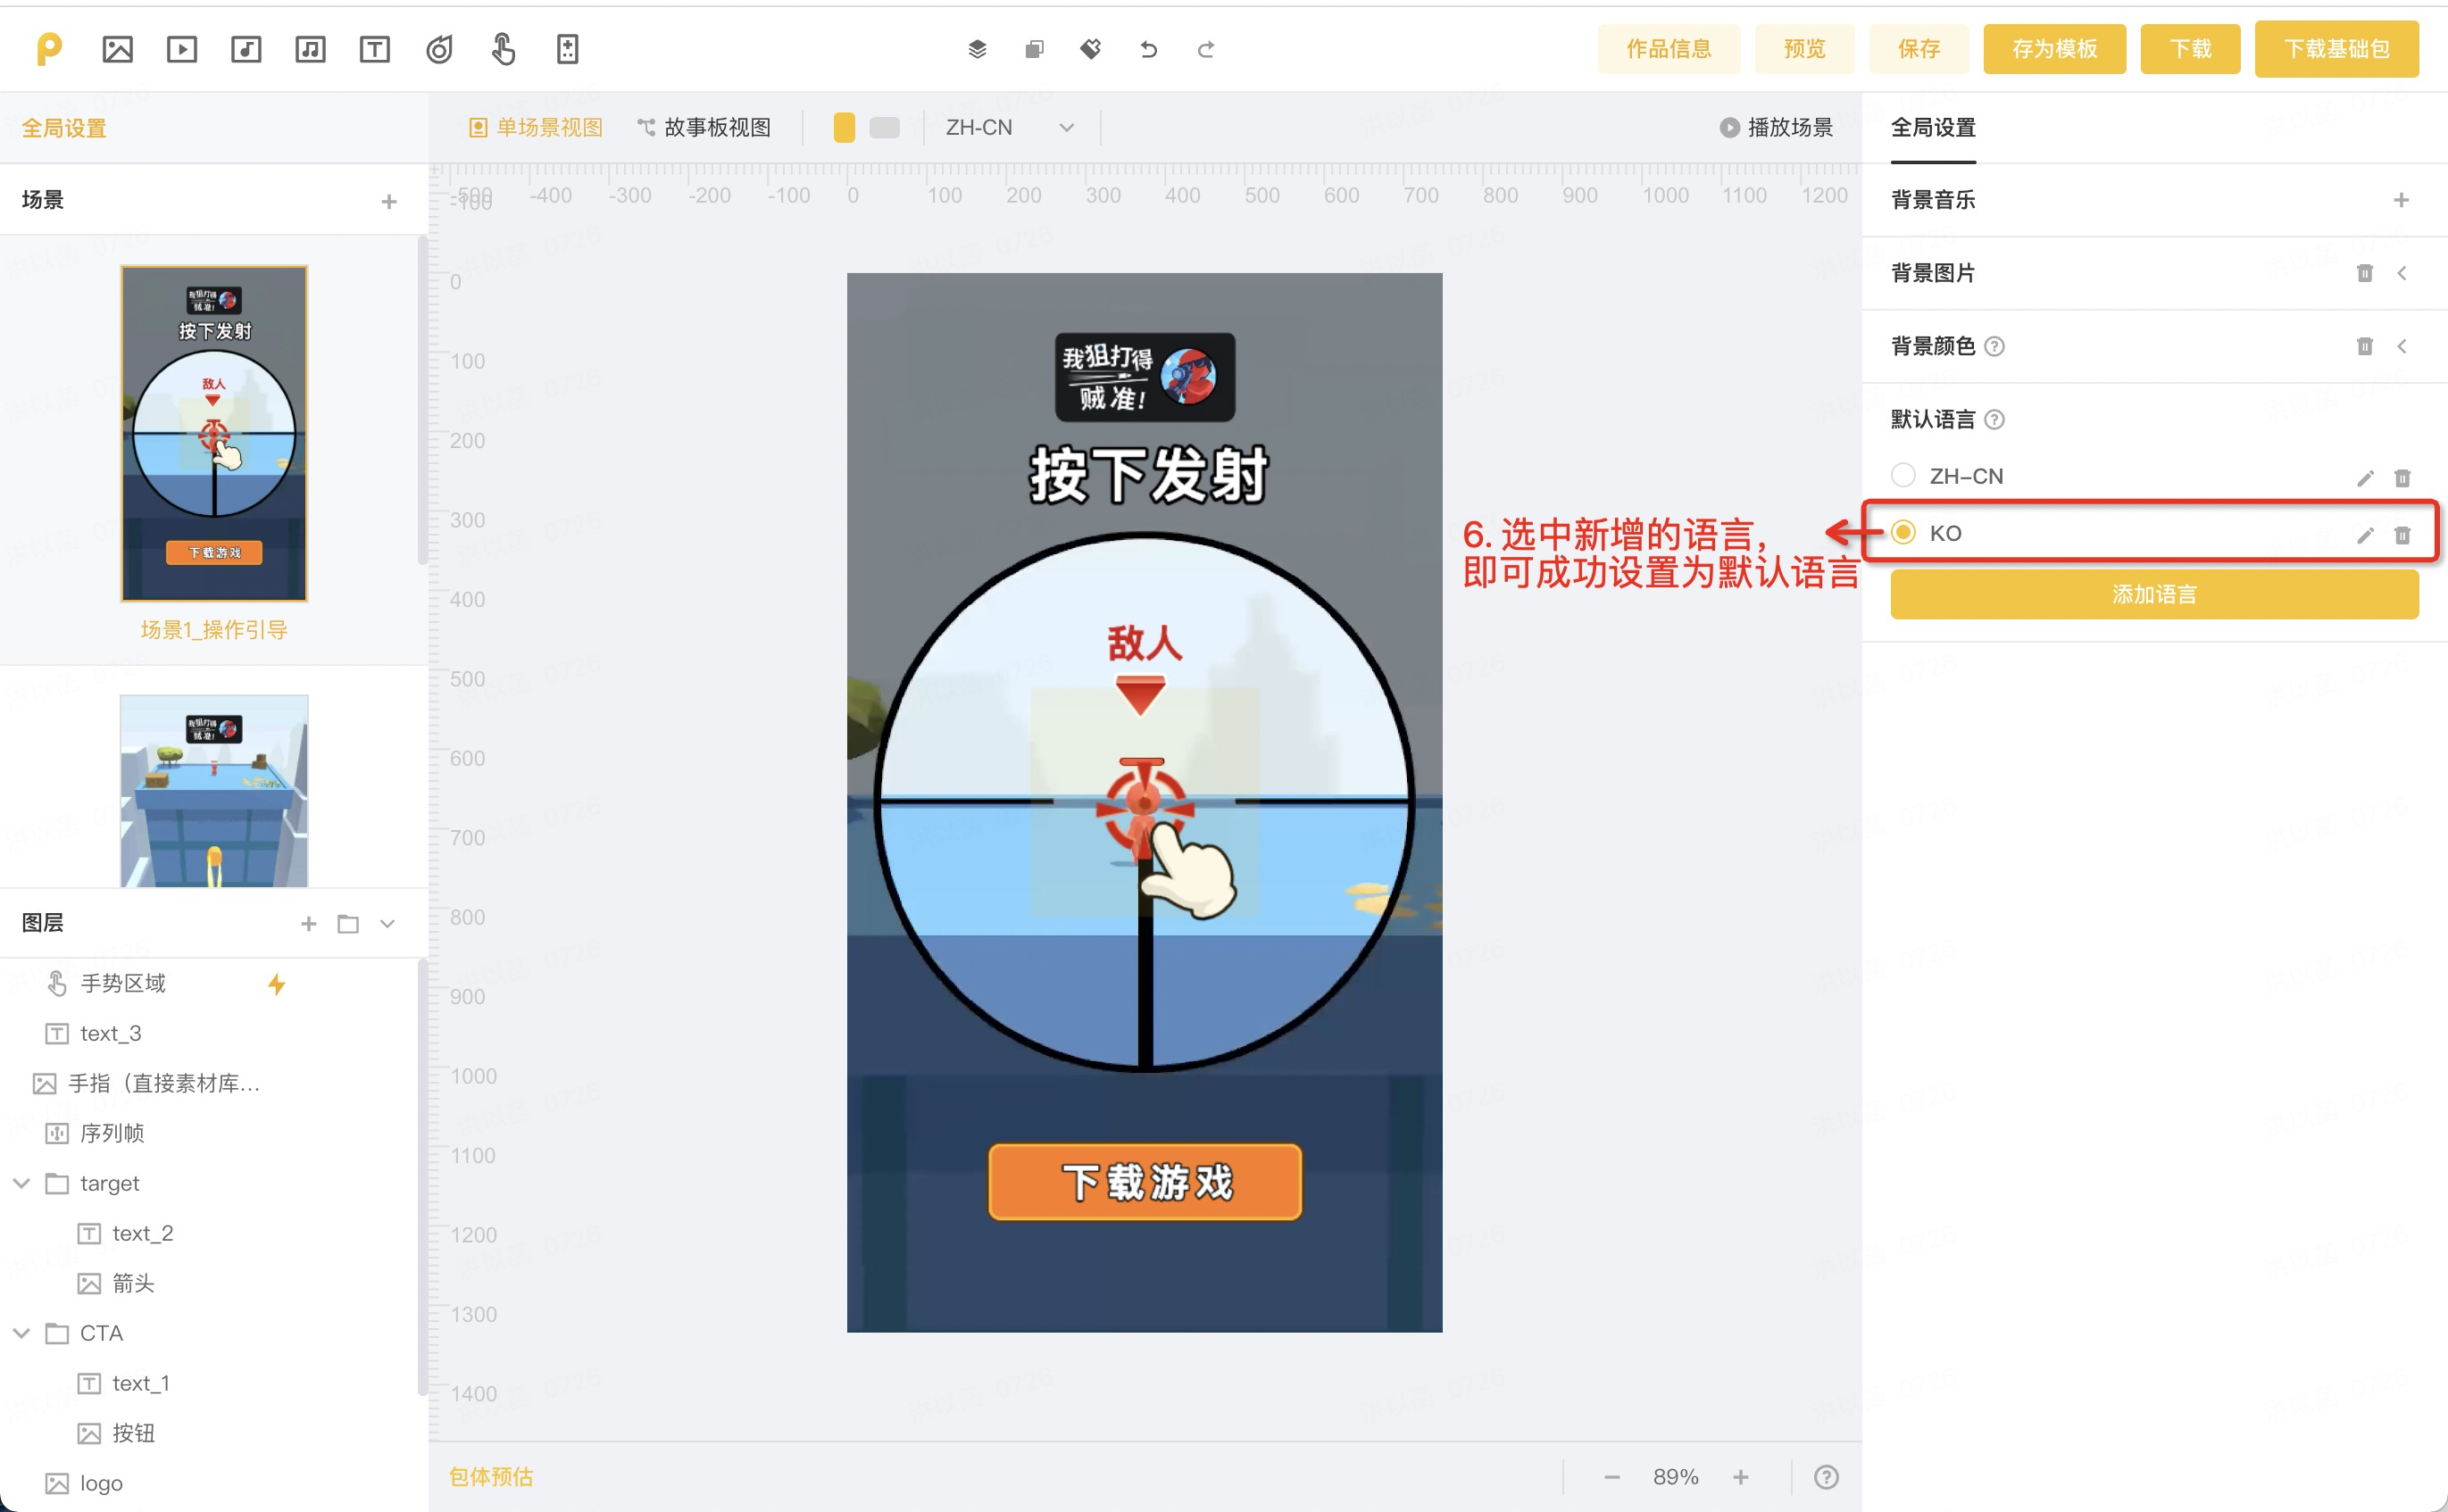 作品信息
预览
保存
存为模板
下载
下载基础包
全局设置
单场景视图
故事板视图
ZH-CN
播放场景
全局设置
场景
背景音乐
背景图片
背景颜色
默认语言
ZH-CN
KO
添加语言
6. 选中新增的语言，
即可成功设置为默认语言
-500 -400 -300 -200 -100 0 100 200 300 400 500 600 700 800 900 1000 1100 1200
-100
0
100
200
300
400
500
600
700
800
900
1000
1100
1200
1300
1400
我狙打得
贼准！
按下发射
敌人
下载游戏
场景1_操作引导
我狙打得
贼准！
我狙打得
贼准！
按下发射
敌人
下载游戏
图层
手势区域
text_3
手指（直接素材库...
序列帧
target
text_2
箭头
CTA
text_1
按钮
logo
包体预估
89%